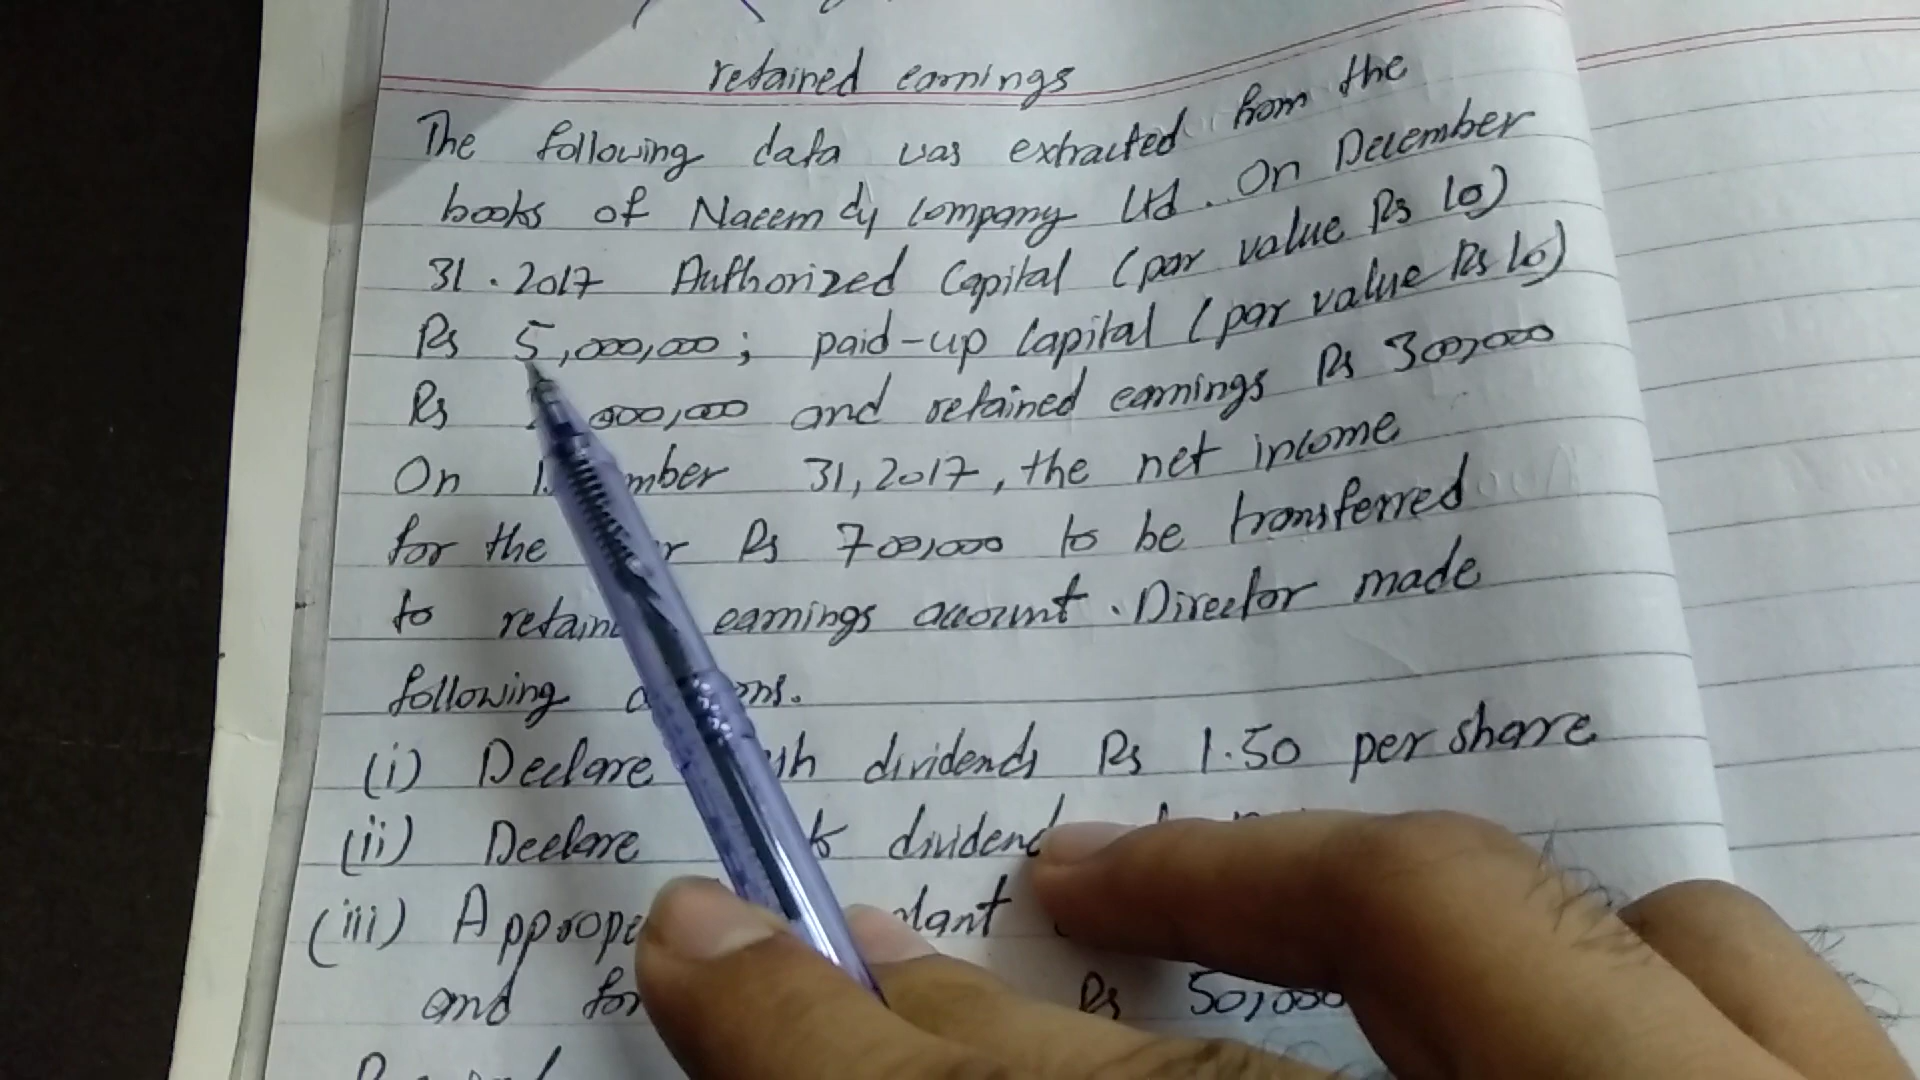 retained earnings
The following data was extracted from the
books of Naeem dy Company Ltd. On December
31. 2017 Authorized Capital (par value Rs 10)
Rs 5,000,000; paid-up Capital (par value Rs 10)
Rs 000,000 and retained earnings Rs 300,000
On 31, 2017, the net income
for the Rs 700,000 to be transferred
to earnings account. Director made
following
(i) Declare dividends Rs 1.50 per share
(ii) Declare dividend
(iii)
and for Rs 50,000